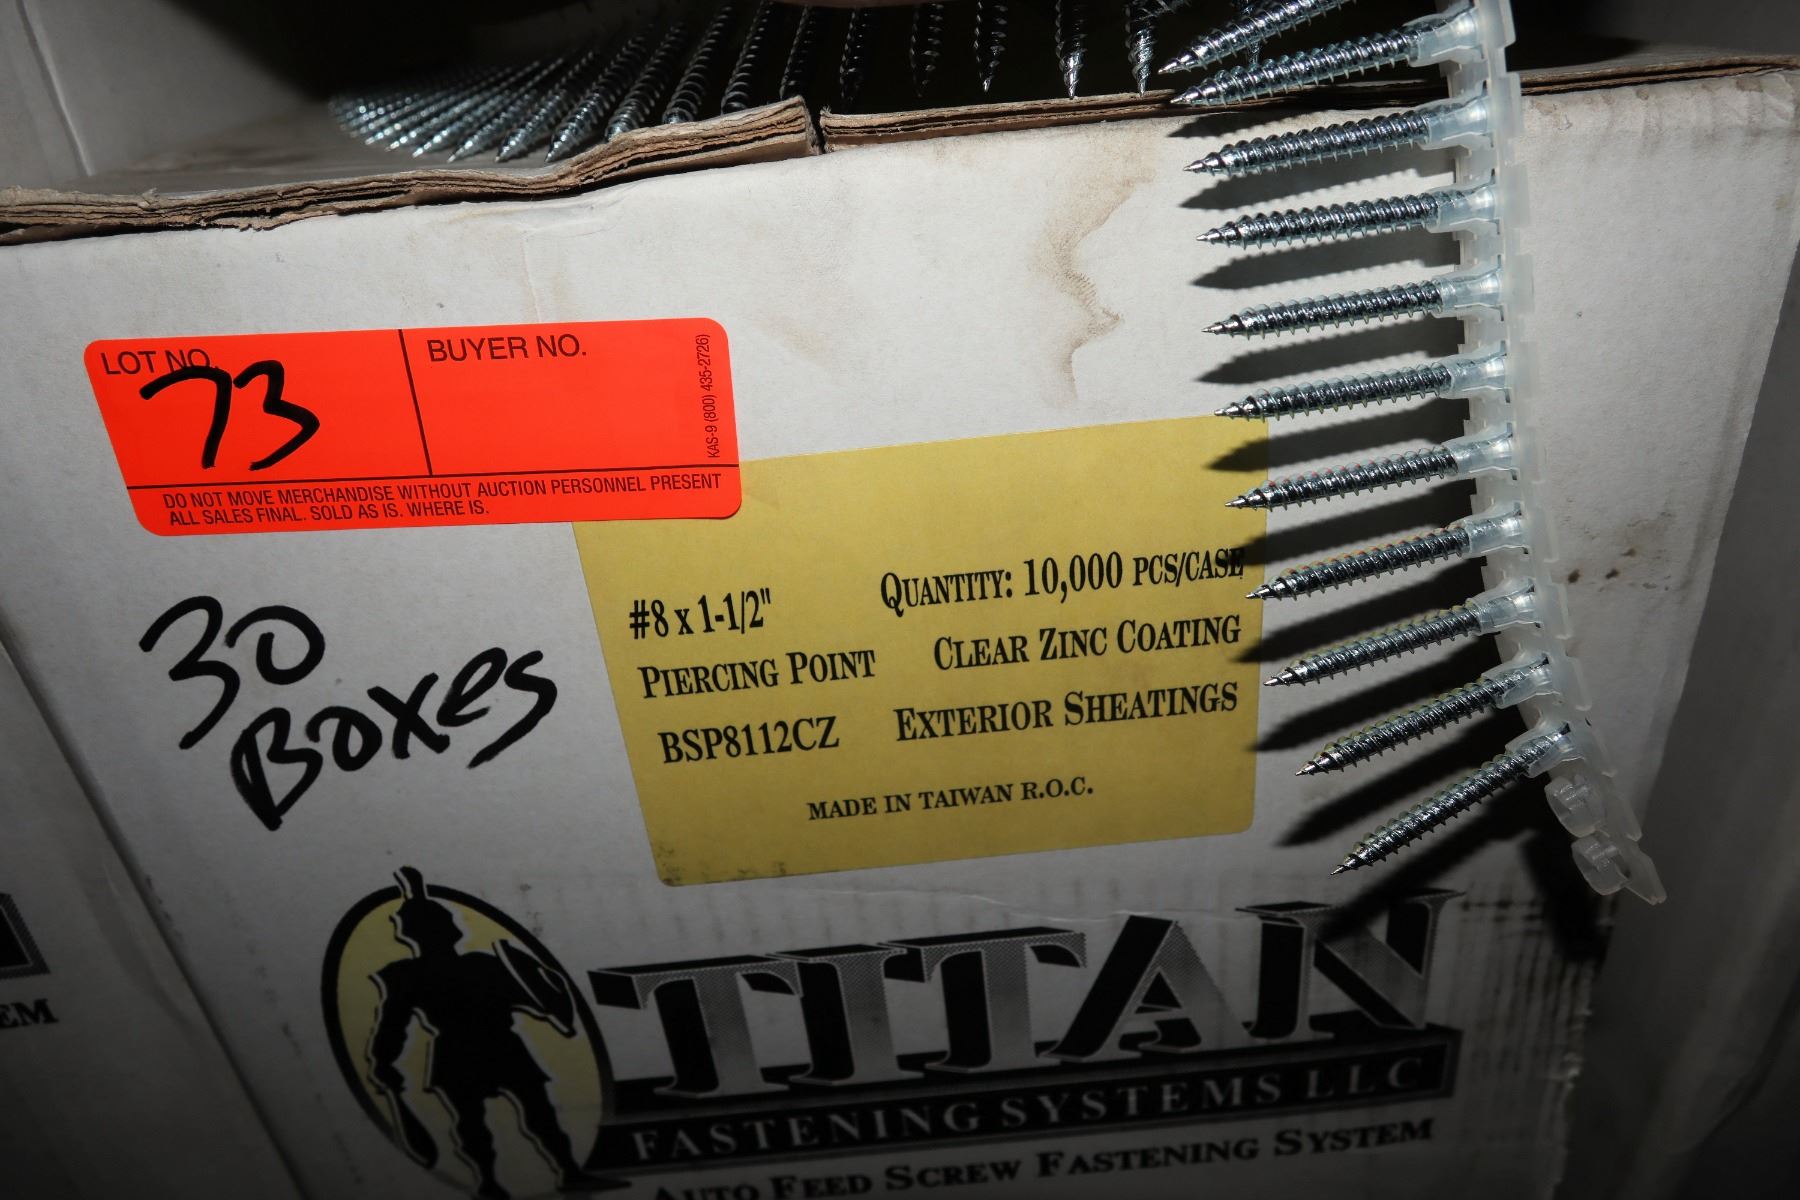 LOT NO.
73
BUYER NO.
KAS-9 (800) 435-2726)
DO NOT MOVE MERCHANDISE WITHOUT AUCTION PERSONNEL PRESENT
ALL SALES FINAL. SOLD AS IS. WHERE IS.
30
BOXES
#8 x 1-1/2" QUANTITY: 10,000 PCS/CASE
PIERCING POINT CLEAR ZINC COATING
BSP8112CZ EXTERIOR SHEATINGS
MADE IN TAIWAN R.O.C.
TITAN
FASTENING SYSTEMS LLC
AUTO FEED SCREW FASTENING SYSTEM